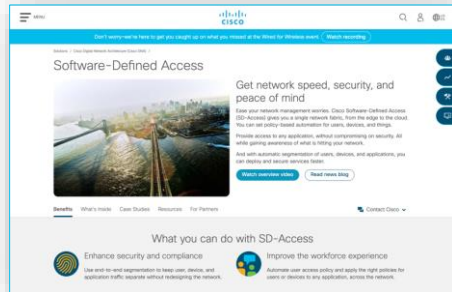 MENU
CISCO
Don't worry—we're here to get you caught up on what you missed at the Wired for Wireless event Watch recording
Solutions / Cisco Digital Network Architecture (Cisco DNA) /
Software-Defined Access
Get network speed, security, and
peace of mind
Ease your network management worries. Cisco Software-Defined Access
(SD-Access) gives you a single network fabric, from the edge to the cloud.
You can set policy-based automation for users, devices, and things.
Provide access to any application, without compromising on security. All
while gaining awareness of what is hitting your network.
And with automatic segmentation of users, devices, and applications, you
can deploy and secure services faster.
Watch overview video Read news blog
Benefits What's Inside Case Studies Resources For Partners Contact Cisco
What you can do with SD-Access
Enhance security and compliance
Use end-to-end segmentation to keep user, device, and
application traffic separate without redesigning the network.
Improve the workforce experience
Automate user access policy and apply the right policies for
users or devices to any application, across the network.